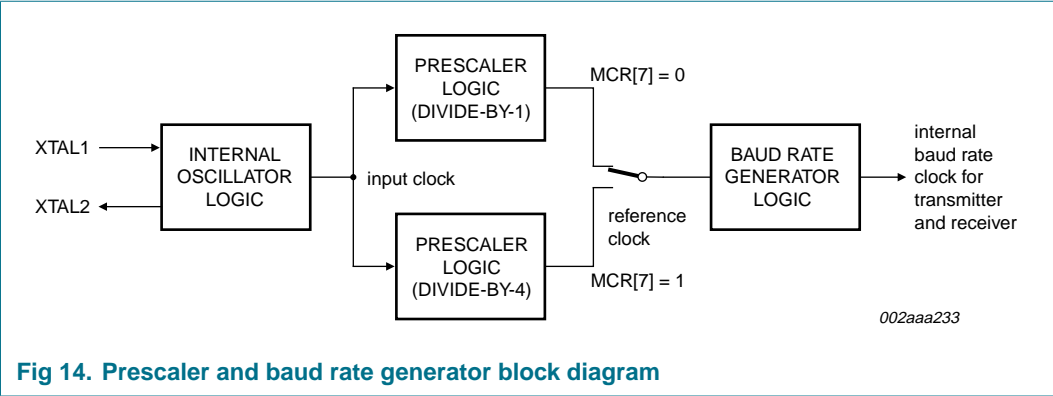 XTAL1
XTAL2
INTERNAL
OSCILLATOR
LOGIC
input clock
PRESCALER
LOGIC
(DIVIDE-BY-1)
MCR[7] = 0
PRESCALER
LOGIC
(DIVIDE-BY-4)
MCR[7] = 1
reference
clock
BAUD RATE
GENERATOR
LOGIC
internal
baud rate
clock for
transmitter
and receiver
002aaa233
Fig 14. Prescaler and baud rate generator block diagram